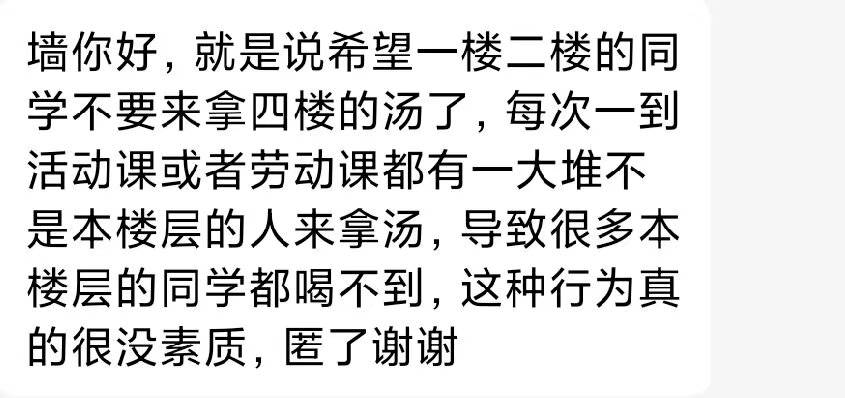 墙你好，就是说希望一楼二楼的同
学不要来拿四楼的汤了，每次一到
活动课或者劳动课都有一大堆不
是本楼层的人来拿汤，导致很多本
楼层的同学都喝不到，这种行为真
的很没素质，匿了谢谢